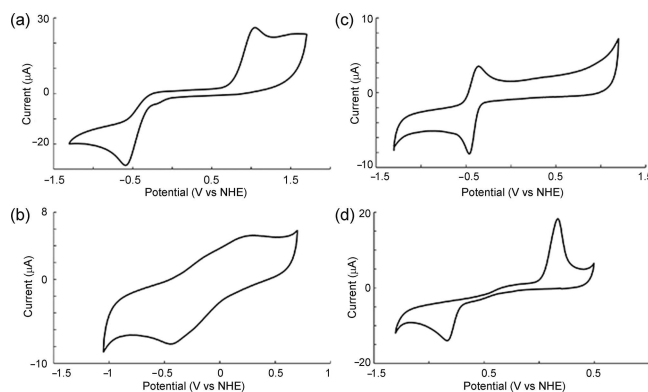 (a)
30
0
−20
Current (µA)
−1.5 −0.5 0.5 1.5
Potential (V vs NHE)
(c)
10
0
−10
Current (µA)
−1.5 −0.5 0.5 1.5
Potential (V vs NHE)
(b)
8
0
−10
Current (µA)
−1.5 −1 −0.5 0 0.5 1
Potential (V vs NHE)
(d)
20
0
−20
Current (µA)
−1.5 0.5 0.5
Potential (V vs NHE)